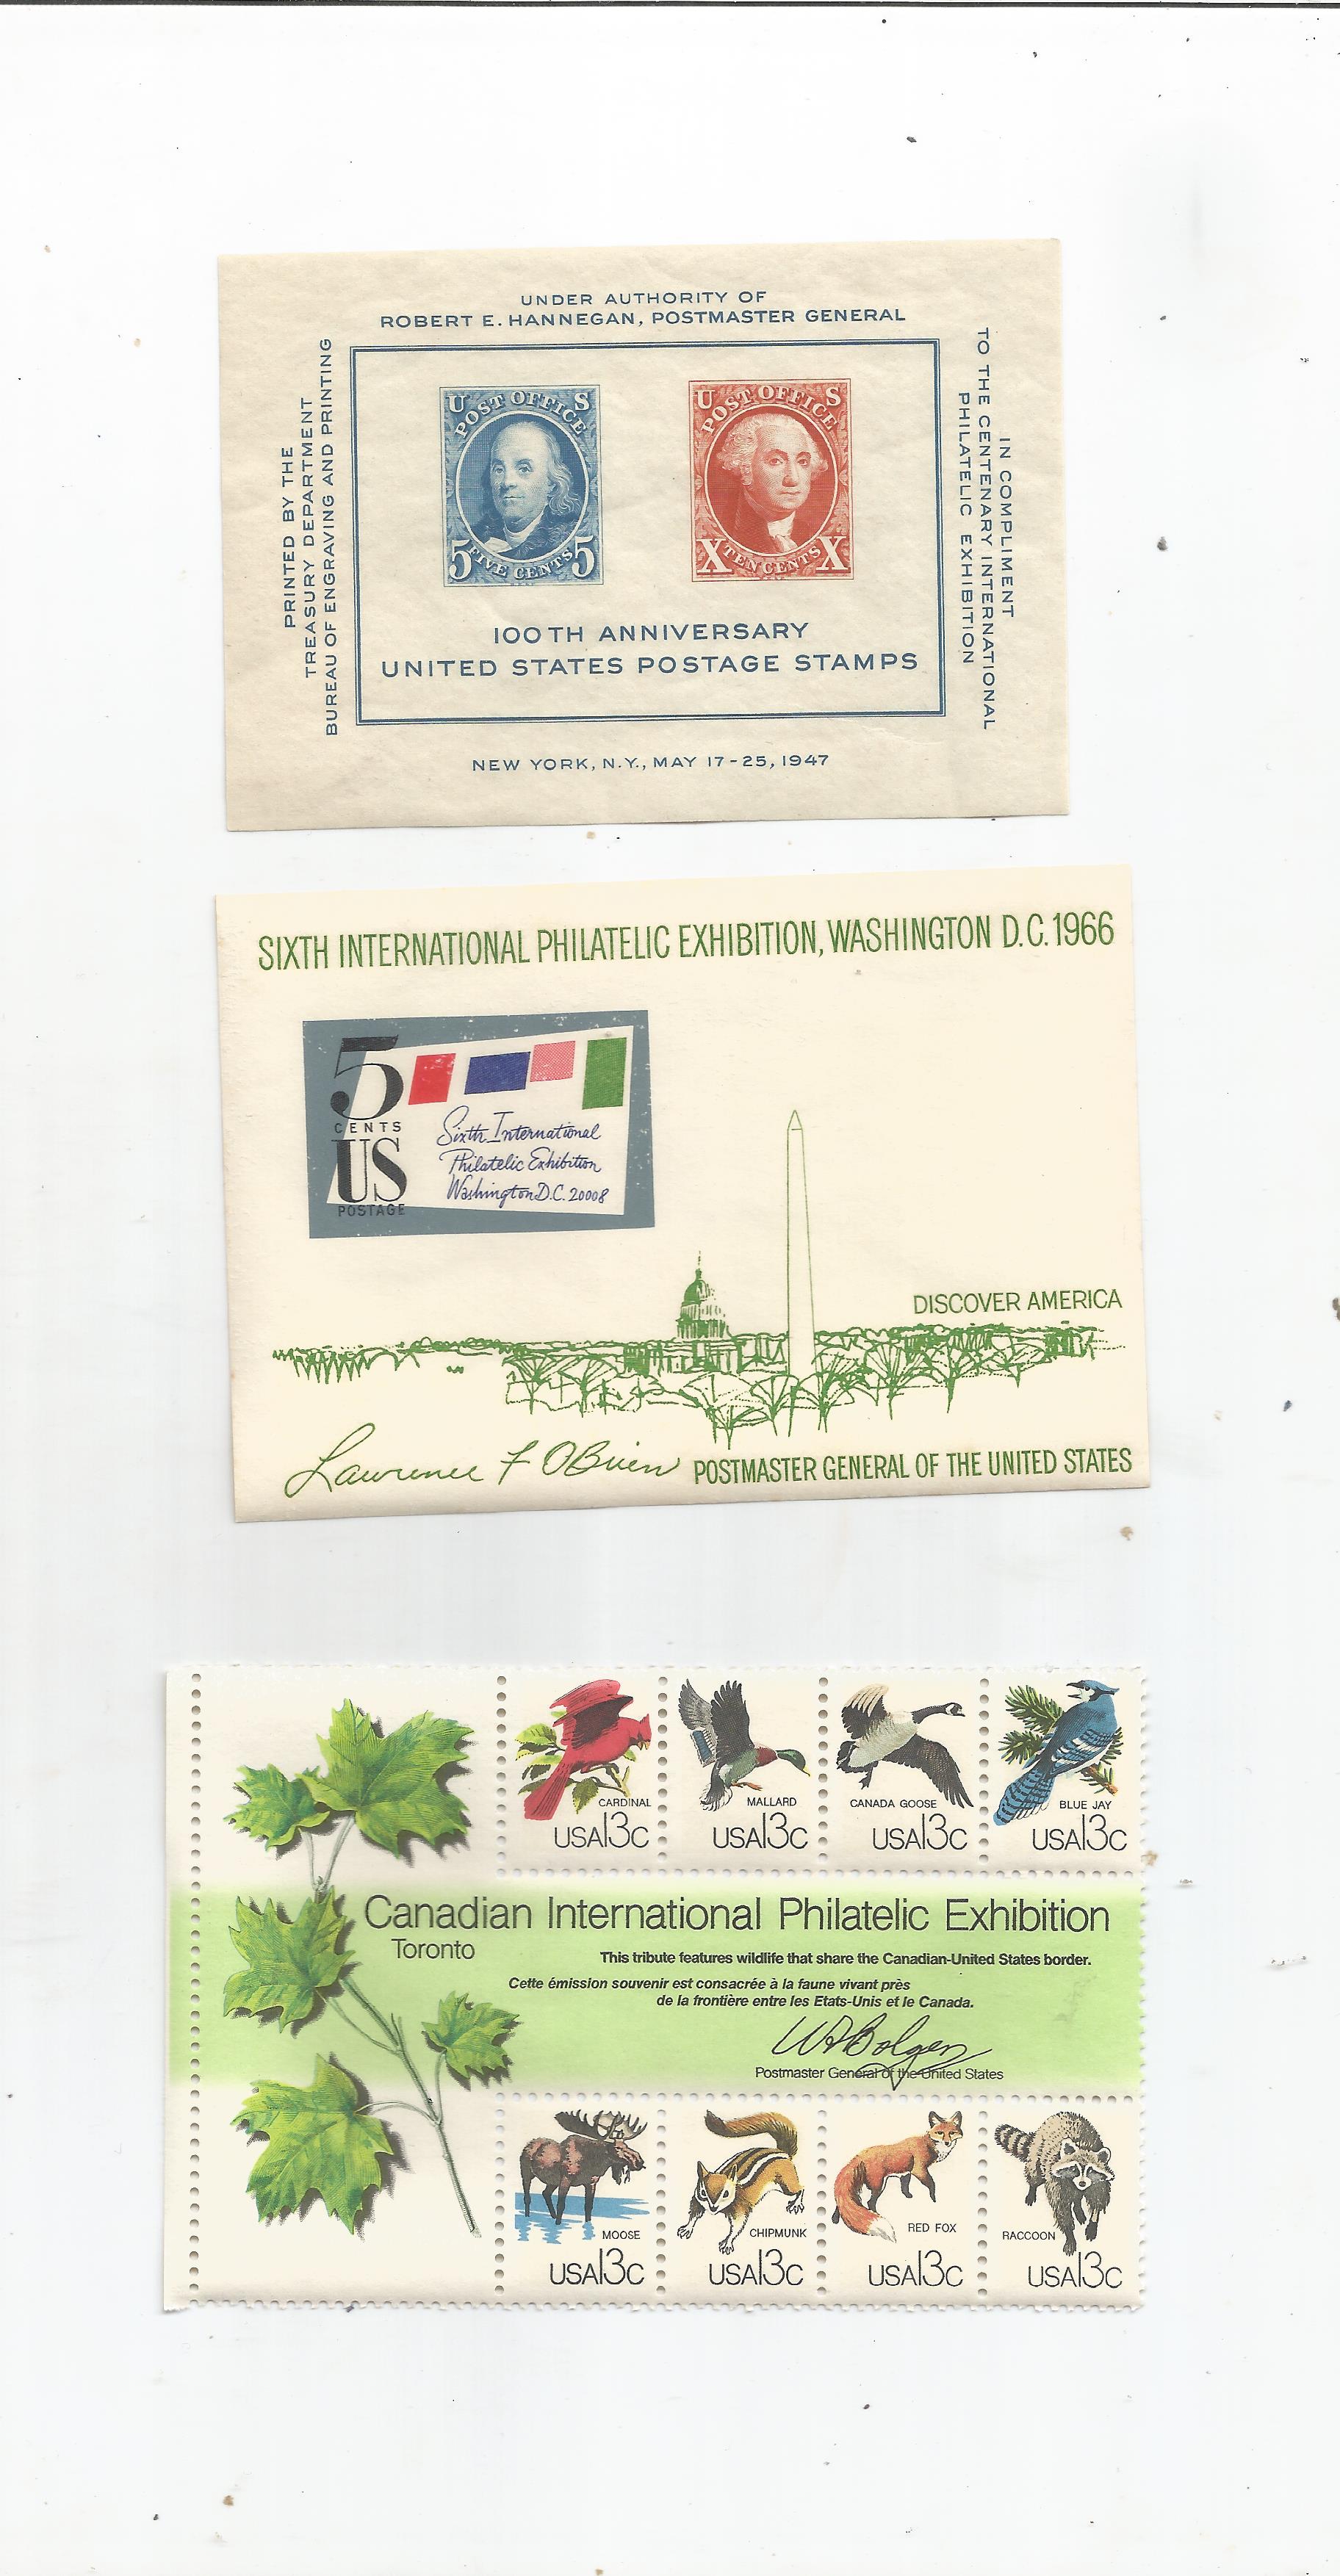 UNDER AUTHORITY OF
ROBERT E. HANNEGAN, POSTMASTER GENERAL
PRINTED BY THE
TREASURY DEPARTMENT
BUREAU OF ENGRAVING AND PRINTING
U S
POST OFFICE
5 FIVE CENTS 5
U S
POST OFFICE
X TEN CENTS X
IN COMPLIMENT
TO THE CENTENARY INTERNATIONAL
PHILATELIC EXHIBITION
100TH ANNIVERSARY
UNITED STATES POSTAGE STAMPS
NEW YORK, N.Y., MAY 17-25, 1947
SIXTH INTERNATIONAL PHILATELIC EXHIBITION, WASHINGTON D.C. 1966
5
CENTS
US
POSTAGE
Sixth International
Philatelic Exhibition
Washington D.C. 20008
DISCOVER AMERICA
Lawrence F O'Brien POSTMASTER GENERAL OF THE UNITED STATES
CARDINAL
USA13c
MALLARD
USA13c
CANADA GOOSE
USA13c
BLUE JAY
USA13c
Canadian International Philatelic Exhibition
Toronto
This tribute features wildlife that share the Canadian-United States border.
Cette émission souvenir est consacrée à la faune vivant près
de la frontière entre les Etats-Unis et le Canada.
WF Bolger
Postmaster General of the United States
MOOSE
USA13c
CHIPMUNK
USA13c
RED FOX
USA13c
RACCOON
USA13c